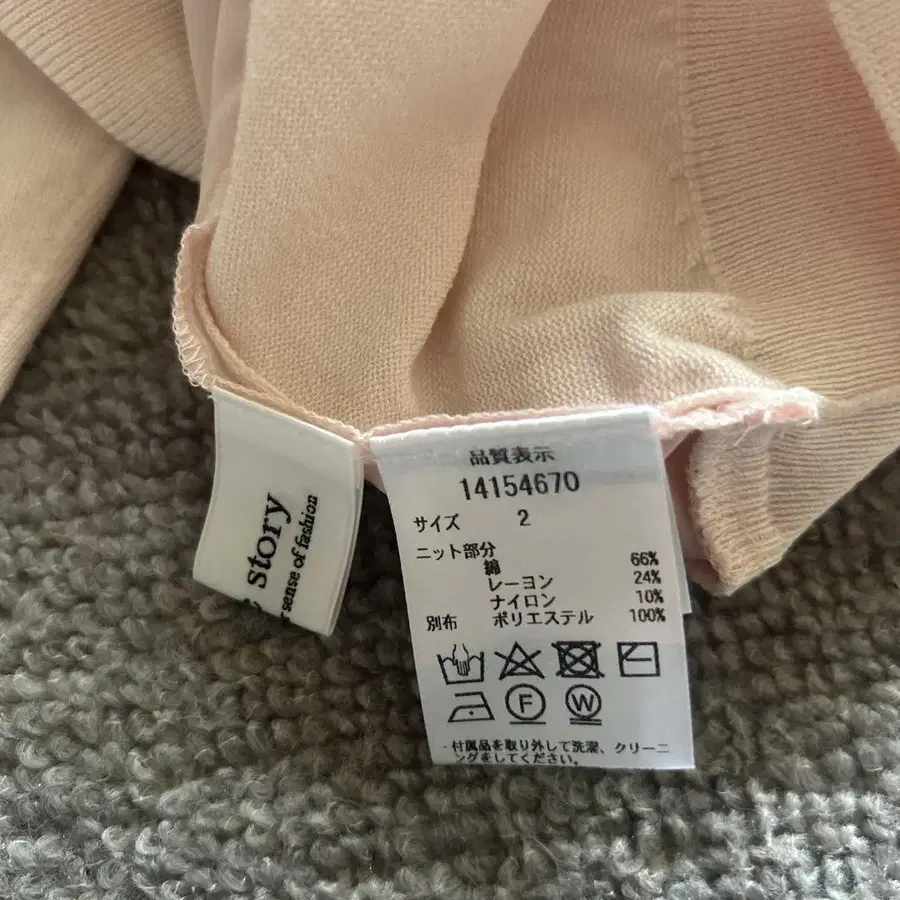 story
sense of fashion
品質表示
14154670
サイズ 2
ニット部分
綿 66%
レーヨン 24%
ナイロン 10%
別布 ポリエステル 100%
F W
・付属品を取り外して洗濯、クリーニ
ングをしてください。